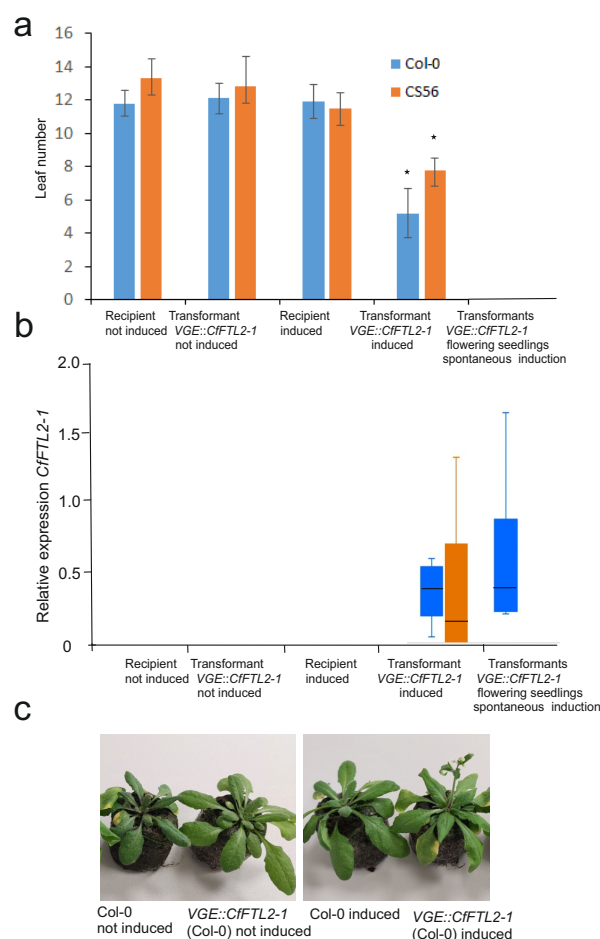 a
16
14
12
10
8
6
4
2
0
Leaf number
Col-0
CS56
*
*
Recipient
not induced
Transformant
VGE::CfFTL2-1
not induced
Recipient
induced
Transformant
VGE::CfFTL2-1
induced
Transformants
VGE::CfFTL2-1
flowering seedlings
spontaneous induction
b
2.0
1.5
1.0
0.5
0
Relative expression CfFTL2-1
Recipient
not induced
Transformant
VGE::CfFTL2-1
not induced
Recipient
induced
Transformant
VGE::CfFTL2-1
induced
Transformants
VGE::CfFTL2-1
flowering seedlings
spontaneous induction
c
Col-0
not induced
VGE::CfFTL2-1
(Col-0) not induced
Col-0 induced
VGE::CfFTL2-1
(Col-0) induced